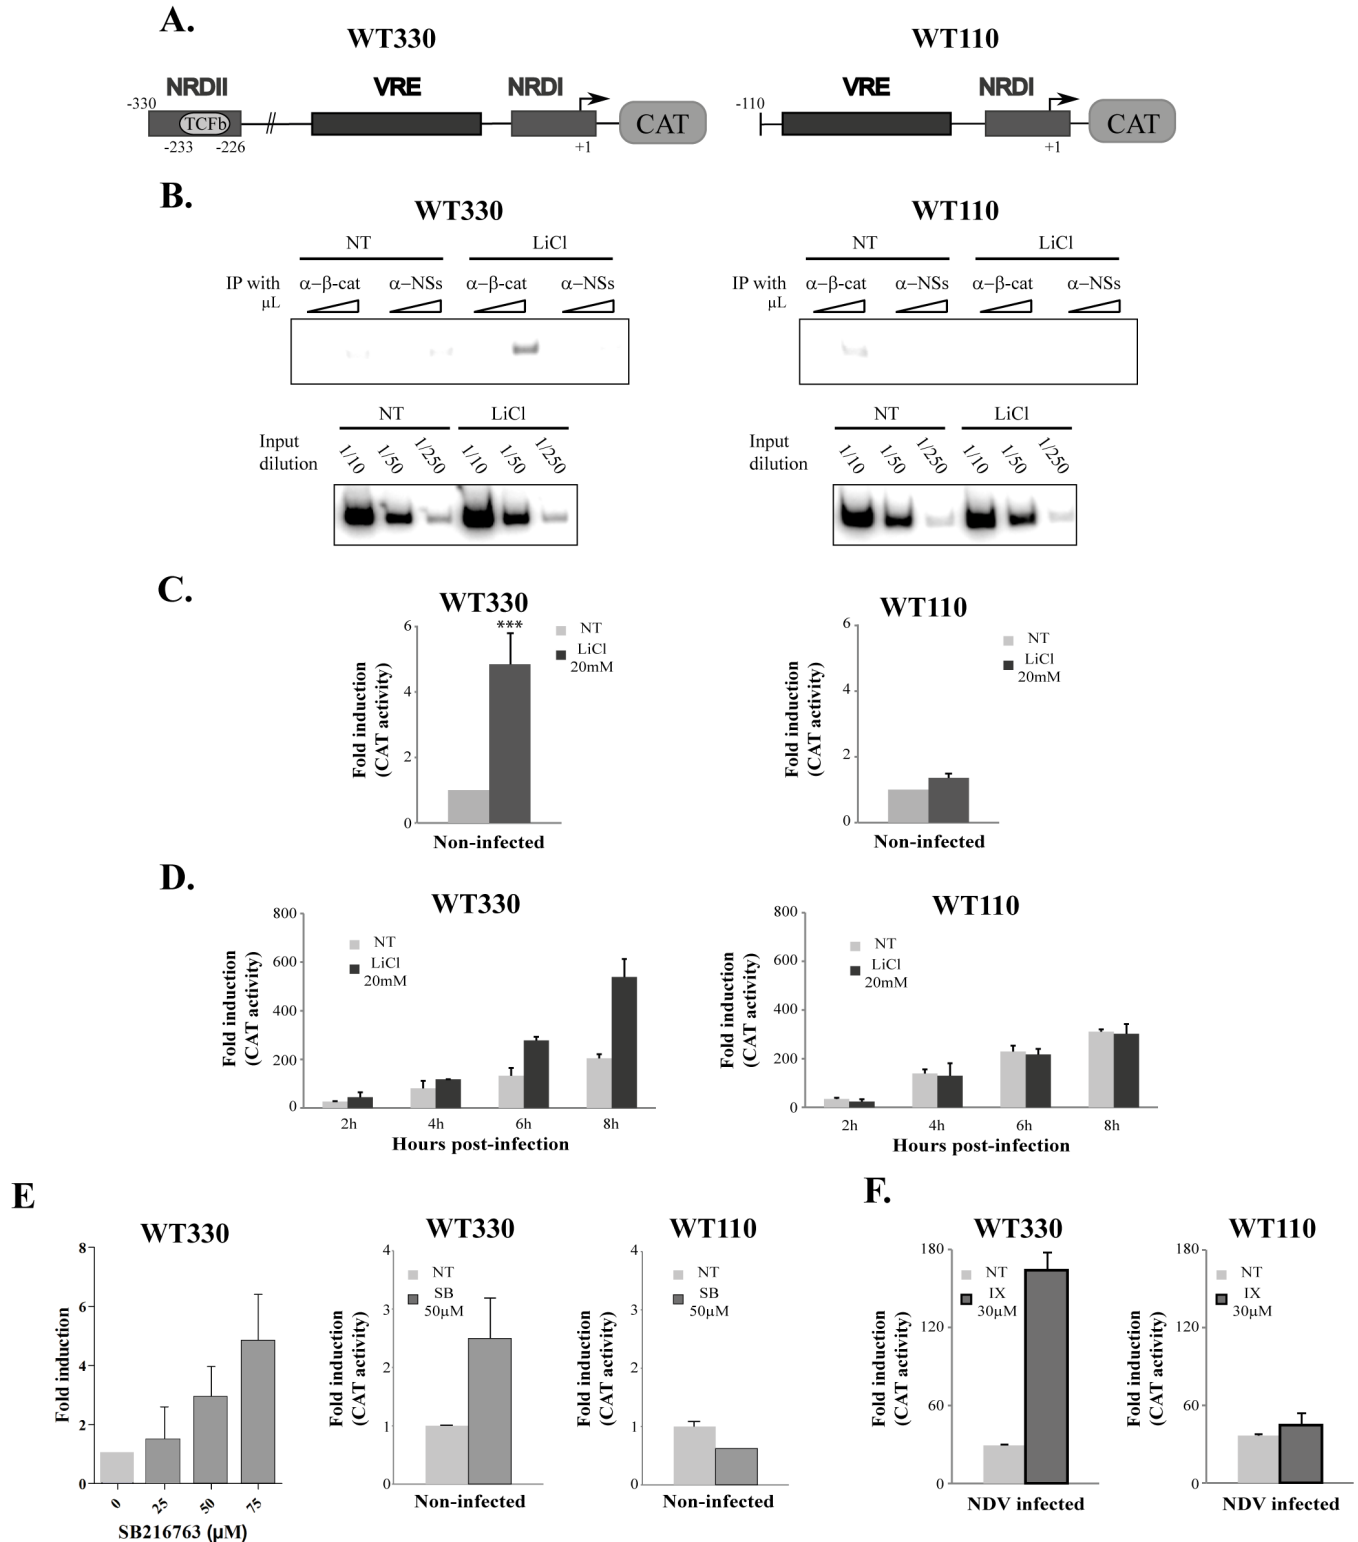 A.
WT330
WT110
NRDII
VRE
NRDI
VRE
NRDI
-330
TCFb
CAT
-110
CAT
-233
-226
+1
+1
B.
WT330
WT110
NT
LiCl
NT
LiCl
IP with
α–β-cat
α–NSs
α–β-cat
α–NSs
IP with
α–β-cat
α–NSs
α–β-cat
α–NSs
µL
µL
NT
LiCl
NT
LiCl
Input
dilution
1/10
1/50
1/250
1/10
1/50
1/250
Input
dilution
1/10
1/50
1/250
1/10
1/50
1/250
C.
WT330
***
NT
LiCl
20mM
Fold induction
(CAT activity)
6
4
2
0
Non-infected
WT110
NT
LiCl
20mM
Fold induction
(CAT activity)
6
4
2
0
Non-infected
D.
WT330
NT
LiCl
20mM
Fold induction
(CAT activity)
800
600
400
200
0
2h
4h
6h
8h
Hours post-infection
WT110
NT
LiCl
20mM
Fold induction
(CAT activity)
800
600
400
200
0
2h
4h
6h
8h
Hours post-infection
E
WT330
Fold induction
8
6
4
2
0
0
25
50
75
SB216763 (µM)
WT330
NT
SB
50µM
Fold induction
(CAT activity)
4
3
2
1
0
Non-infected
WT110
NT
SB
50µM
Fold induction
(CAT activity)
4
3
2
1
0
Non-infected
F.
WT330
NT
IX
30µM
Fold induction
(CAT activity)
180
120
60
0
NDV infected
WT110
NT
IX
30µM
Fold induction
(CAT activity)
180
120
60
0
NDV infected